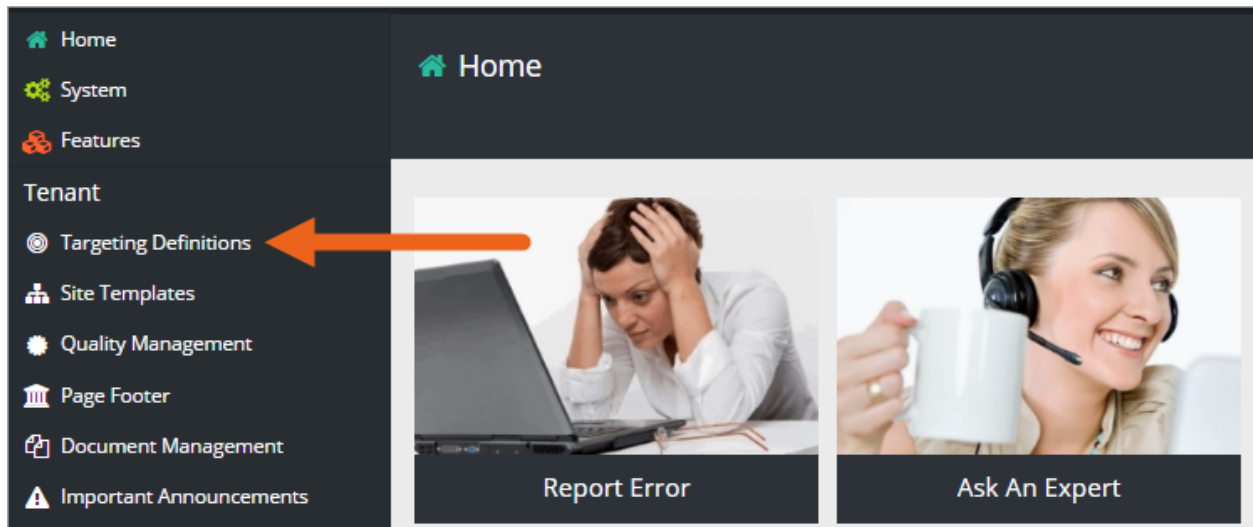 Home
System
Features
Tenant
Targeting Definitions
Site Templates
Quality Management
Page Footer
Document Management
Important Announcements
Home
Report Error
Ask An Expert